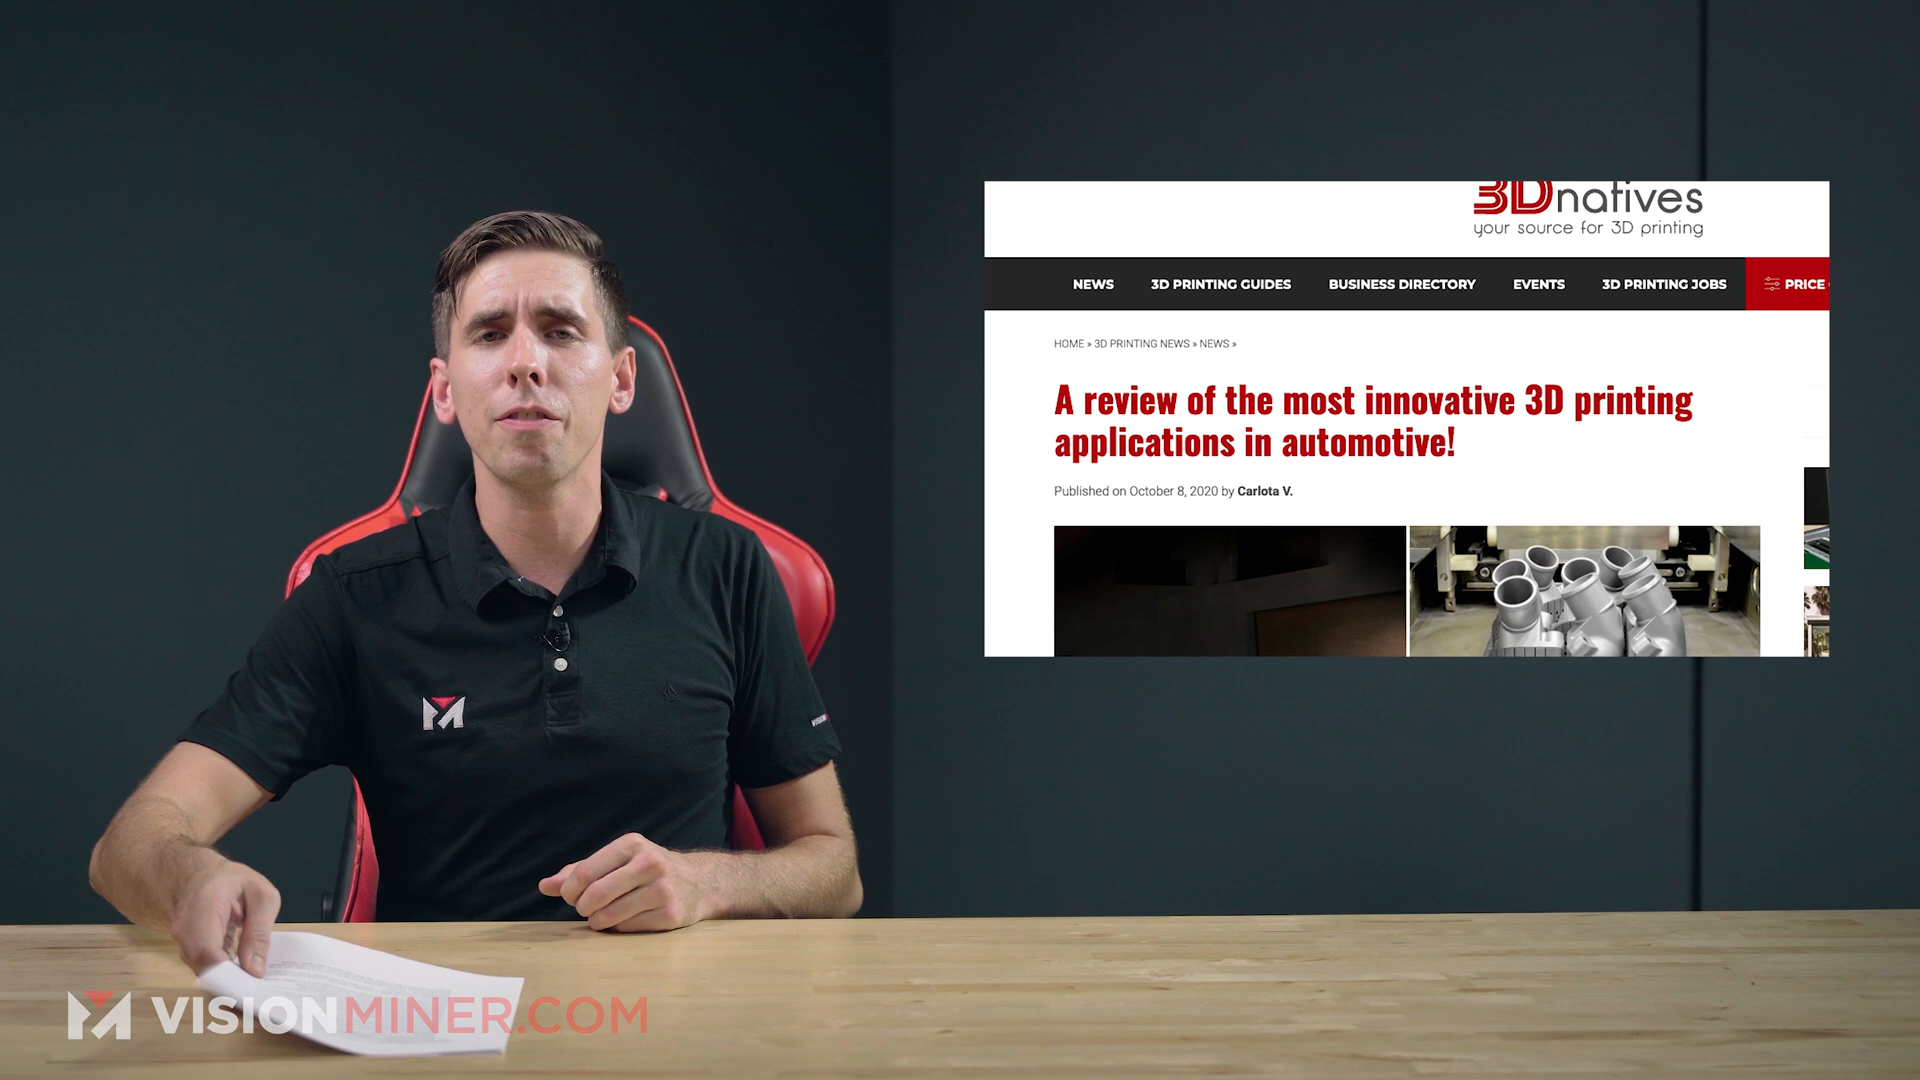 3Dnatives
your source for 3D printing
NEWS 3D PRINTING GUIDES BUSINESS DIRECTORY EVENTS 3D PRINTING JOBS PRICE
HOME » 3D PRINTING NEWS » NEWS »
A review of the most innovative 3D printing
applications in automotive!
Published on October 8, 2020 by Carlota V.
VISIONMINER.COM